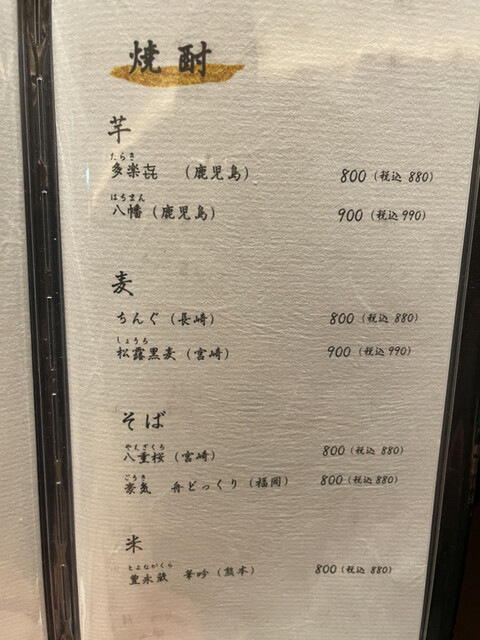 焼酎
芋
たらき
多楽㐂 (鹿児島) 800 (税込 880)
はちまん
八幡 (鹿児島) 900 (税込 990)
麦
ちんぐ (長崎) 800 (税込 880)
しょうろ
松露黒麦 (宮崎) 900 (税込 990)
そば
やえざくら
八重桜 (宮崎) 800 (税込 880)
ごうき
豪気 舟どっくり (福岡) 800 (税込 880)
米
とよながくら
豊永蔵 華吟 (熊本) 800 (税込 880)